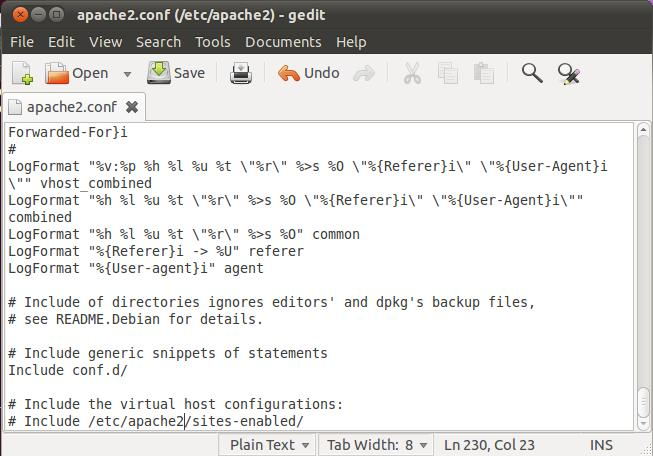 apache2.conf (/etc/apache2) - gedit
File Edit View Search Tools Documents Help
Open Save Undo
apache2.conf
Forwarded-For}i
#
LogFormat "%v:%p %h %l %u %t \"%r\" %>s %O \"%{Referer}i\" \"%{User-Agent}i
\"" vhost_combined
LogFormat "%h %l %u %t \"%r\" %>s %O \"%{Referer}i\" \"%{User-Agent}i\""
combined
LogFormat "%h %l %u %t \"%r\" %>s %O" common
LogFormat "%{Referer}i -> %U" referer
LogFormat "%{User-agent}i" agent
# Include of directories ignores editors' and dpkg's backup files,
# see README.Debian for details.
# Include generic snippets of statements
Include conf.d/
# Include the virtual host configurations:
# Include /etc/apache2/sites-enabled/
Plain Text Tab Width: 8 Ln 230, Col 23 INS